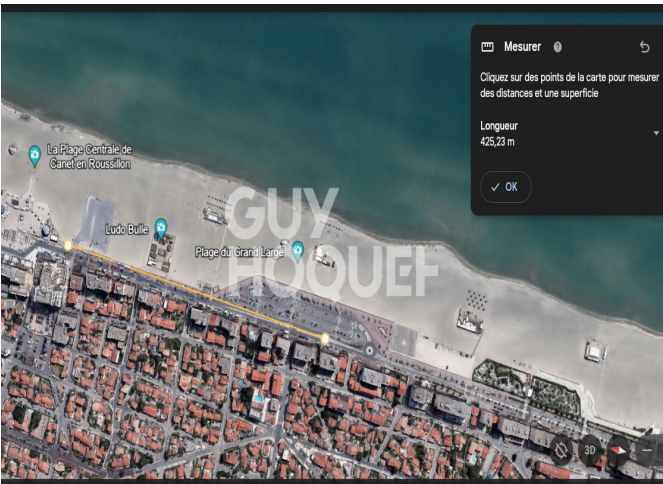 Mesurer
Cliquez sur des points de la carte pour mesurer
des distances et une superficie
Longueur
425,23 m
OK
La Plage Centrale de
Canet en Roussillon
Ludo Bulle
Plage du Grand Large
GUY
HOQUET
3D